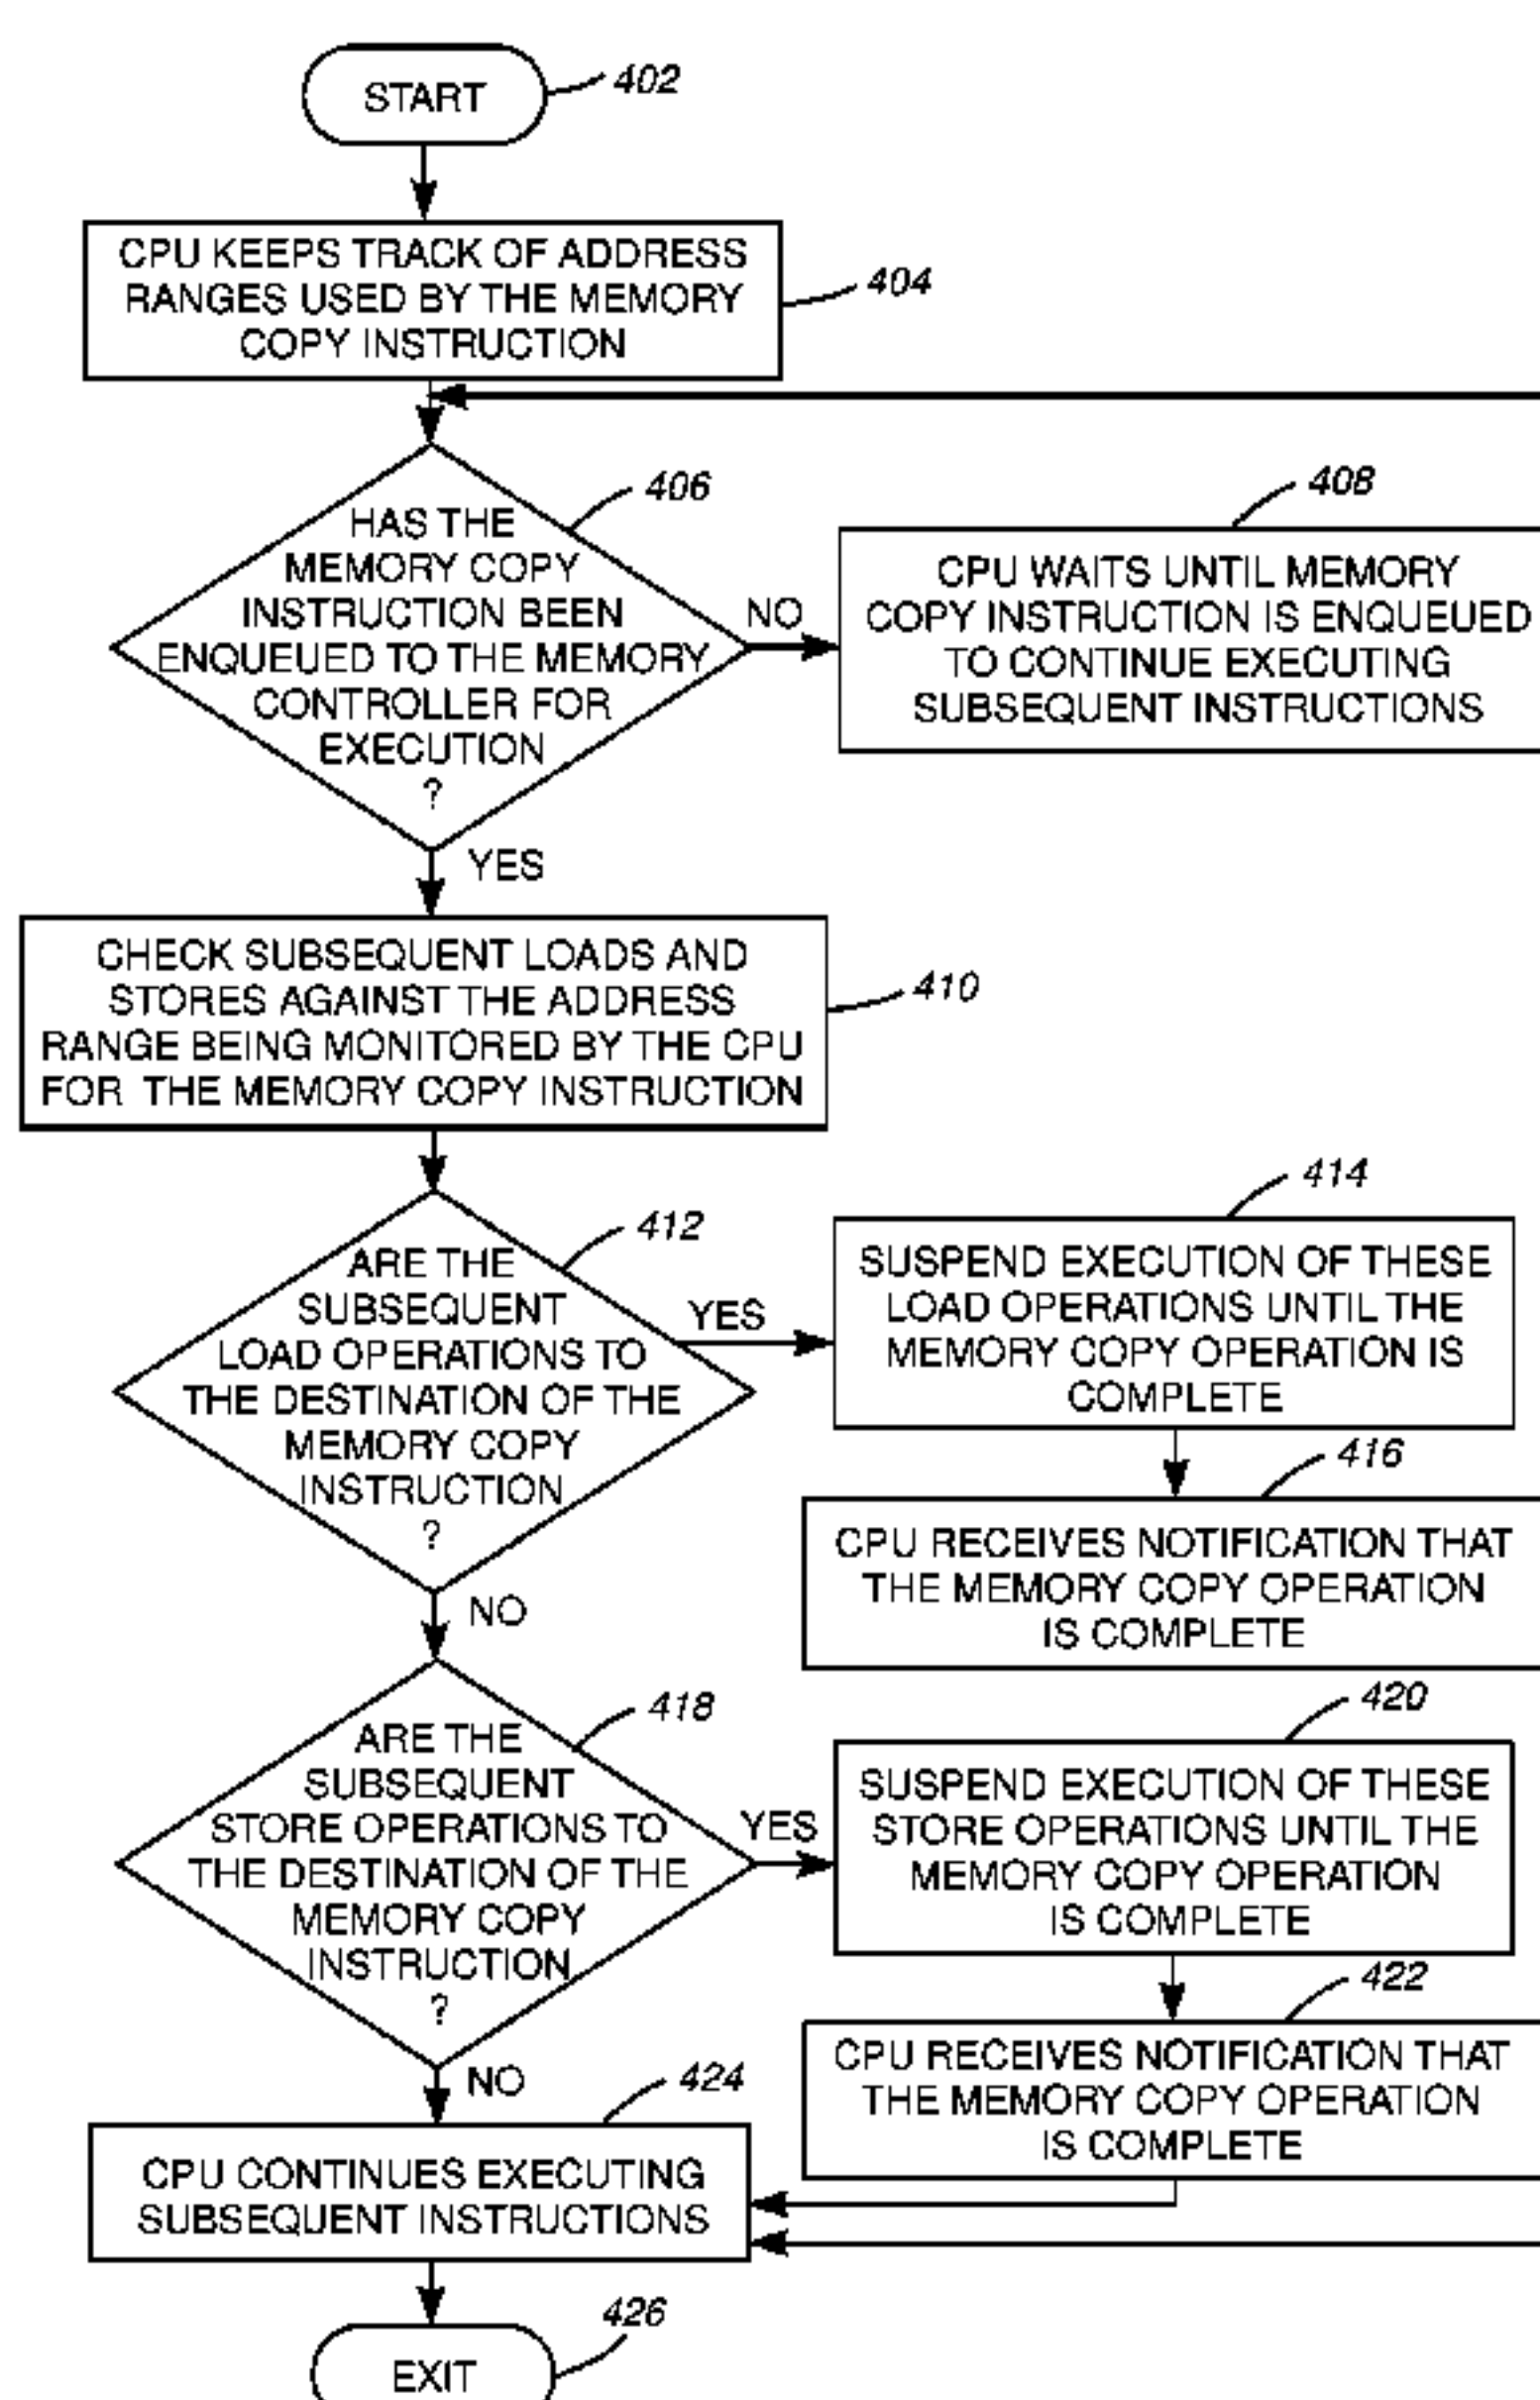 START
402
CPU KEEPS TRACK OF ADDRESS
RANGES USED BY THE MEMORY
COPY INSTRUCTION
404
HAS THE
MEMORY COPY
INSTRUCTION BEEN
ENQUEUED TO THE MEMORY
CONTROLLER FOR
EXECUTION
?
406
NO
408
CPU WAITS UNTIL MEMORY
COPY INSTRUCTION IS ENQUEUED
TO CONTINUE EXECUTING
SUBSEQUENT INSTRUCTIONS
YES
CHECK SUBSEQUENT LOADS AND
STORES AGAINST THE ADDRESS
RANGE BEING MONITORED BY THE CPU
FOR THE MEMORY COPY INSTRUCTION
410
ARE THE
SUBSEQUENT
LOAD OPERATIONS TO
THE DESTINATION OF THE
MEMORY COPY
INSTRUCTION
?
412
YES
414
SUSPEND EXECUTION OF THESE
LOAD OPERATIONS UNTIL THE
MEMORY COPY OPERATION IS
COMPLETE
416
CPU RECEIVES NOTIFICATION THAT
THE MEMORY COPY OPERATION
IS COMPLETE
NO
ARE THE
SUBSEQUENT
STORE OPERATIONS TO
THE DESTINATION OF THE
MEMORY COPY
INSTRUCTION
?
418
YES
420
SUSPEND EXECUTION OF THESE
STORE OPERATIONS UNTIL THE
MEMORY COPY OPERATION
IS COMPLETE
422
CPU RECEIVES NOTIFICATION THAT
THE MEMORY COPY OPERATION
IS COMPLETE
NO
424
CPU CONTINUES EXECUTING
SUBSEQUENT INSTRUCTIONS
426
EXIT